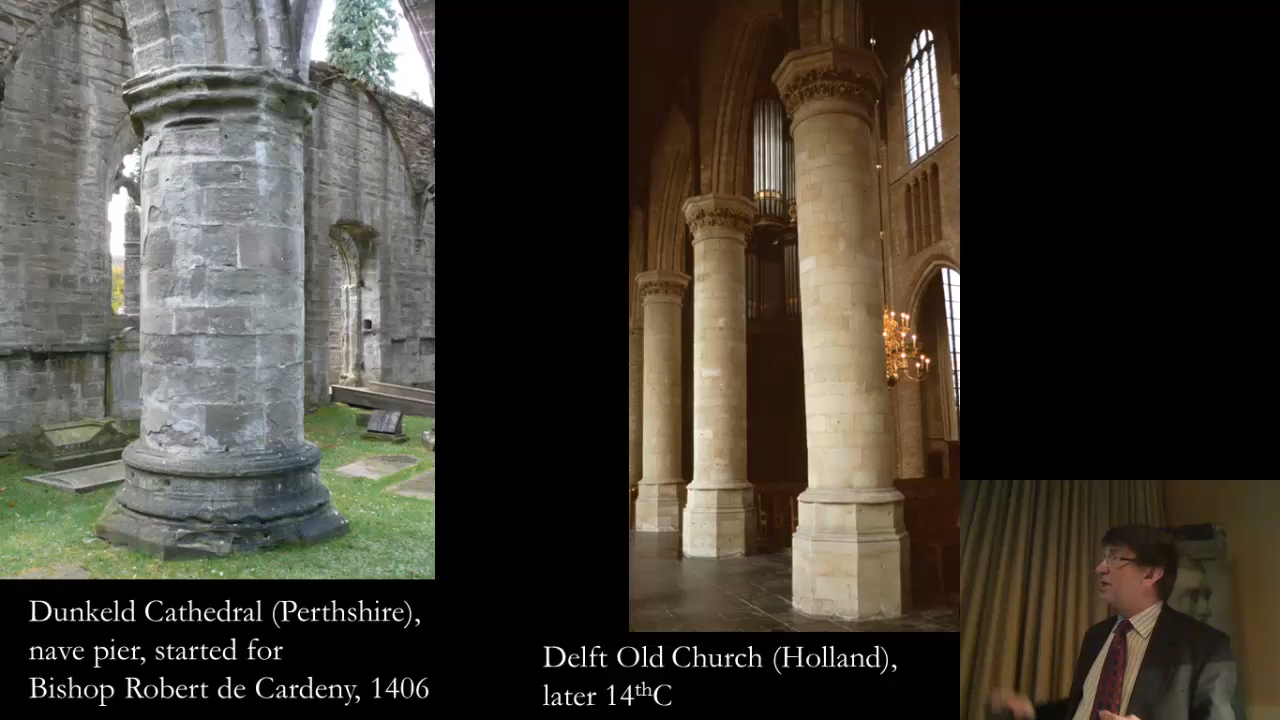 Dunkeld Cathedral (Perthshire),
nave pier, started for
Bishop Robert de Cardeny, 1406
Delft Old Church (Holland),
later 14thC